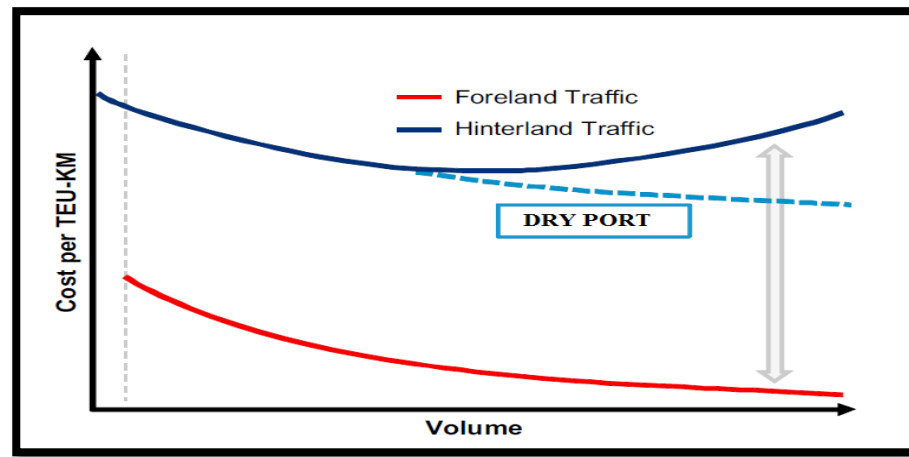 Foreland Traffic
Hinterland Traffic
DRY PORT
Cost per TEU-KM
Volume